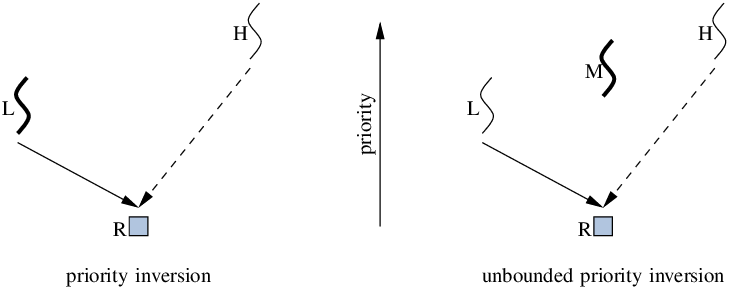 H
L
R
priority inversion
priority
H
M
L
R
unbounded priority inversion